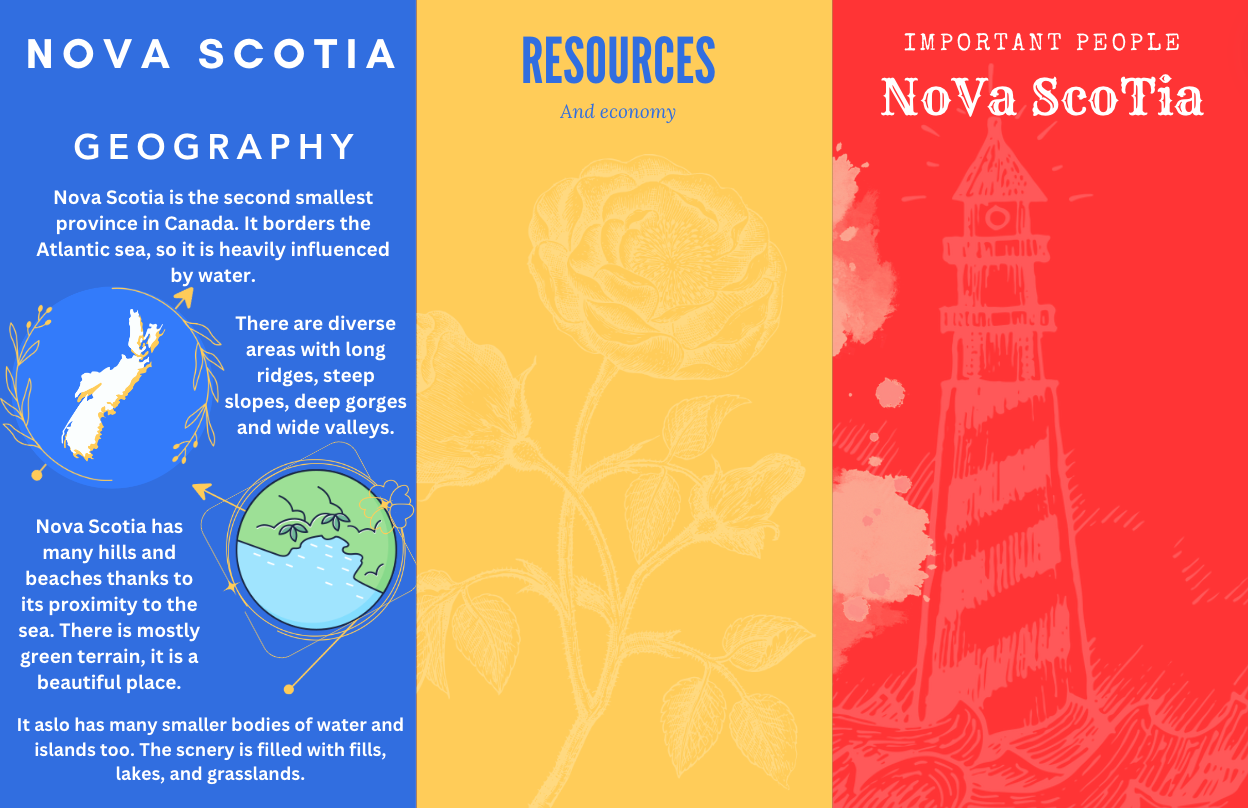 NOVA SCOTIA
GEOGRAPHY
Nova Scotia is the second smallest
province in Canada. It borders the
Atlantic sea, so it is heavily influenced
by water.
There are diverse
areas with long
ridges, steep
slopes, deep gorges
and wide valleys.
Nova Scotia has
many hills and
beaches thanks to
its proximity to the
sea. There is mostly
green terrain, it is a
beautiful place.
It aslo has many smaller bodies of water and
islands too. The scnery is filled with fills,
lakes, and grasslands.
RESOURCES
And economy
IMPORTANT PEOPLE
NoVa ScoTia